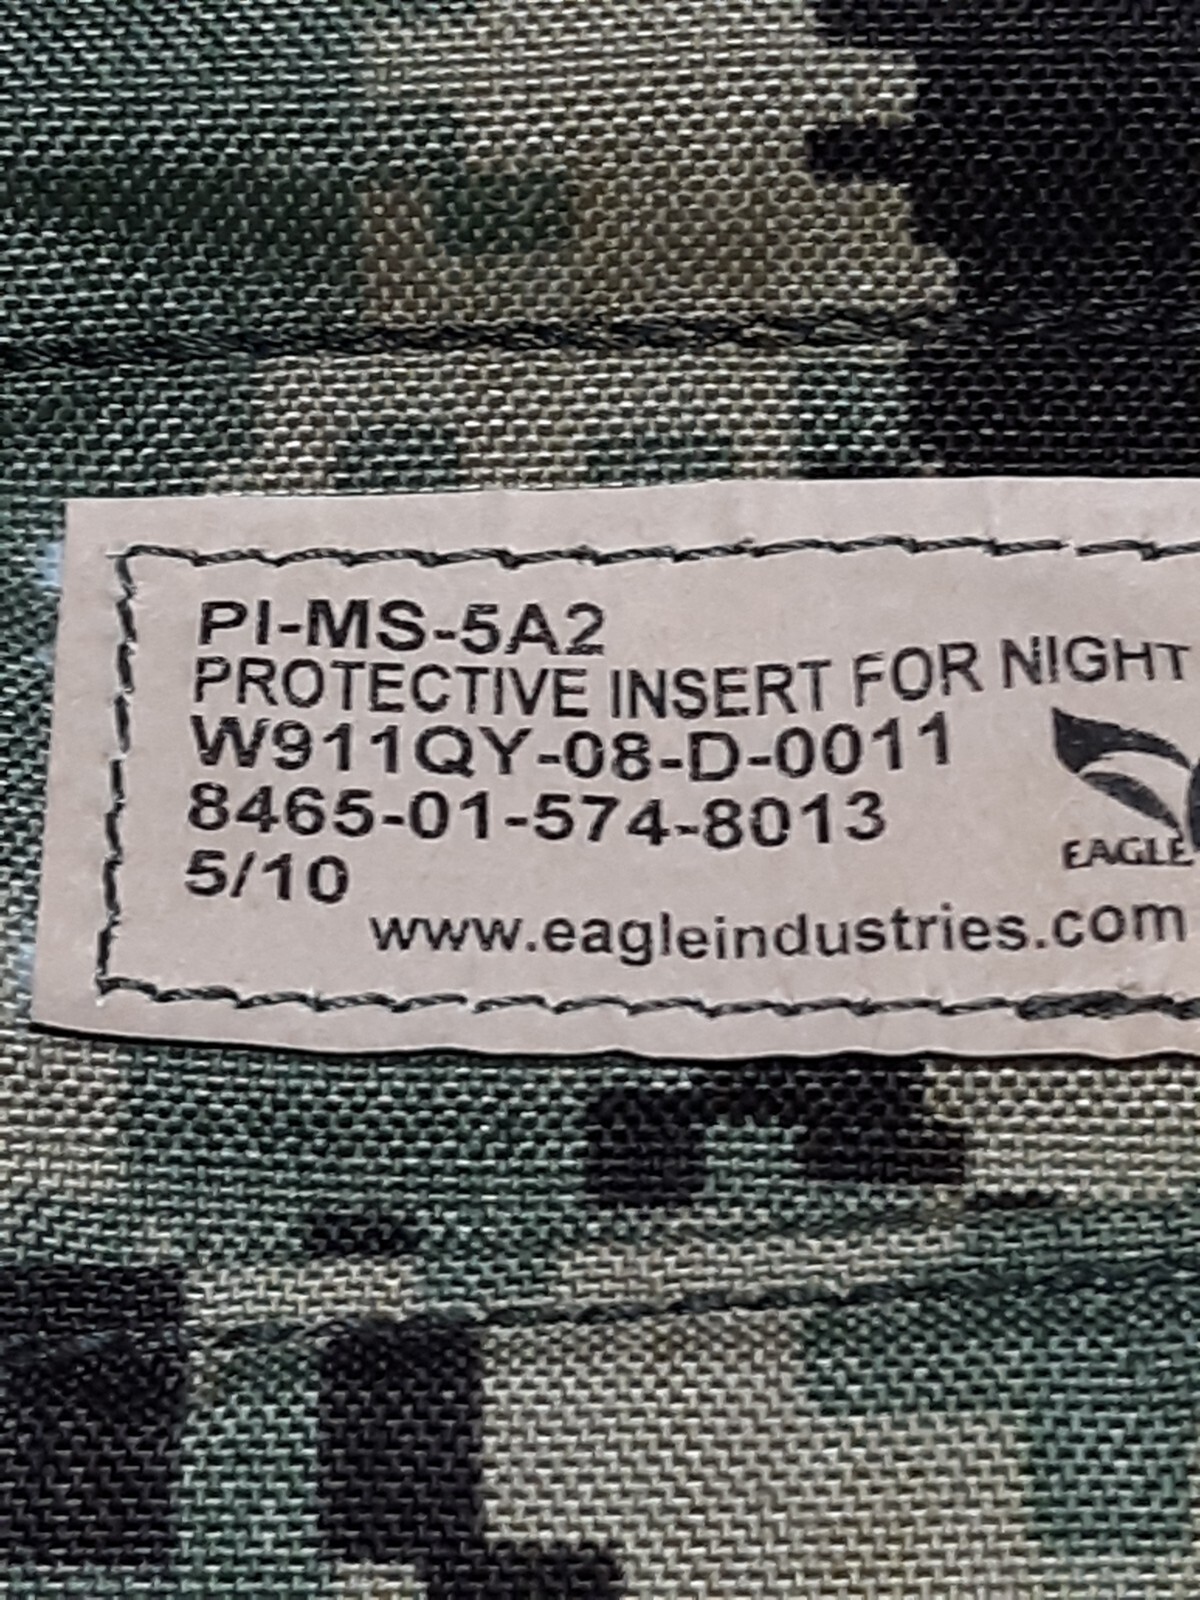 PI-MS-5A2
PROTECTIVE INSERT FOR NIGHT
W911QY-08-D-0011
8465-01-574-8013
EAGLE
5/10
www.eagleindustries.com